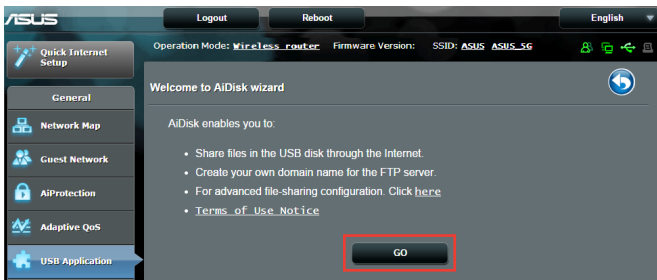 ASUS Logout Reboot English
Quick Internet Setup
Operation Mode: Wireless router Firmware Version: SSID: ASUS ASUS_5G
General
Network Map
Guest Network
AiProtection
Adaptive QoS
USB Application
Welcome to AiDisk wizard
AiDisk enables you to:
• Share files in the USB disk through the Internet.
• Create your own domain name for the FTP server.
• For advanced file-sharing configuration. Click here
• Terms of Use Notice
GO